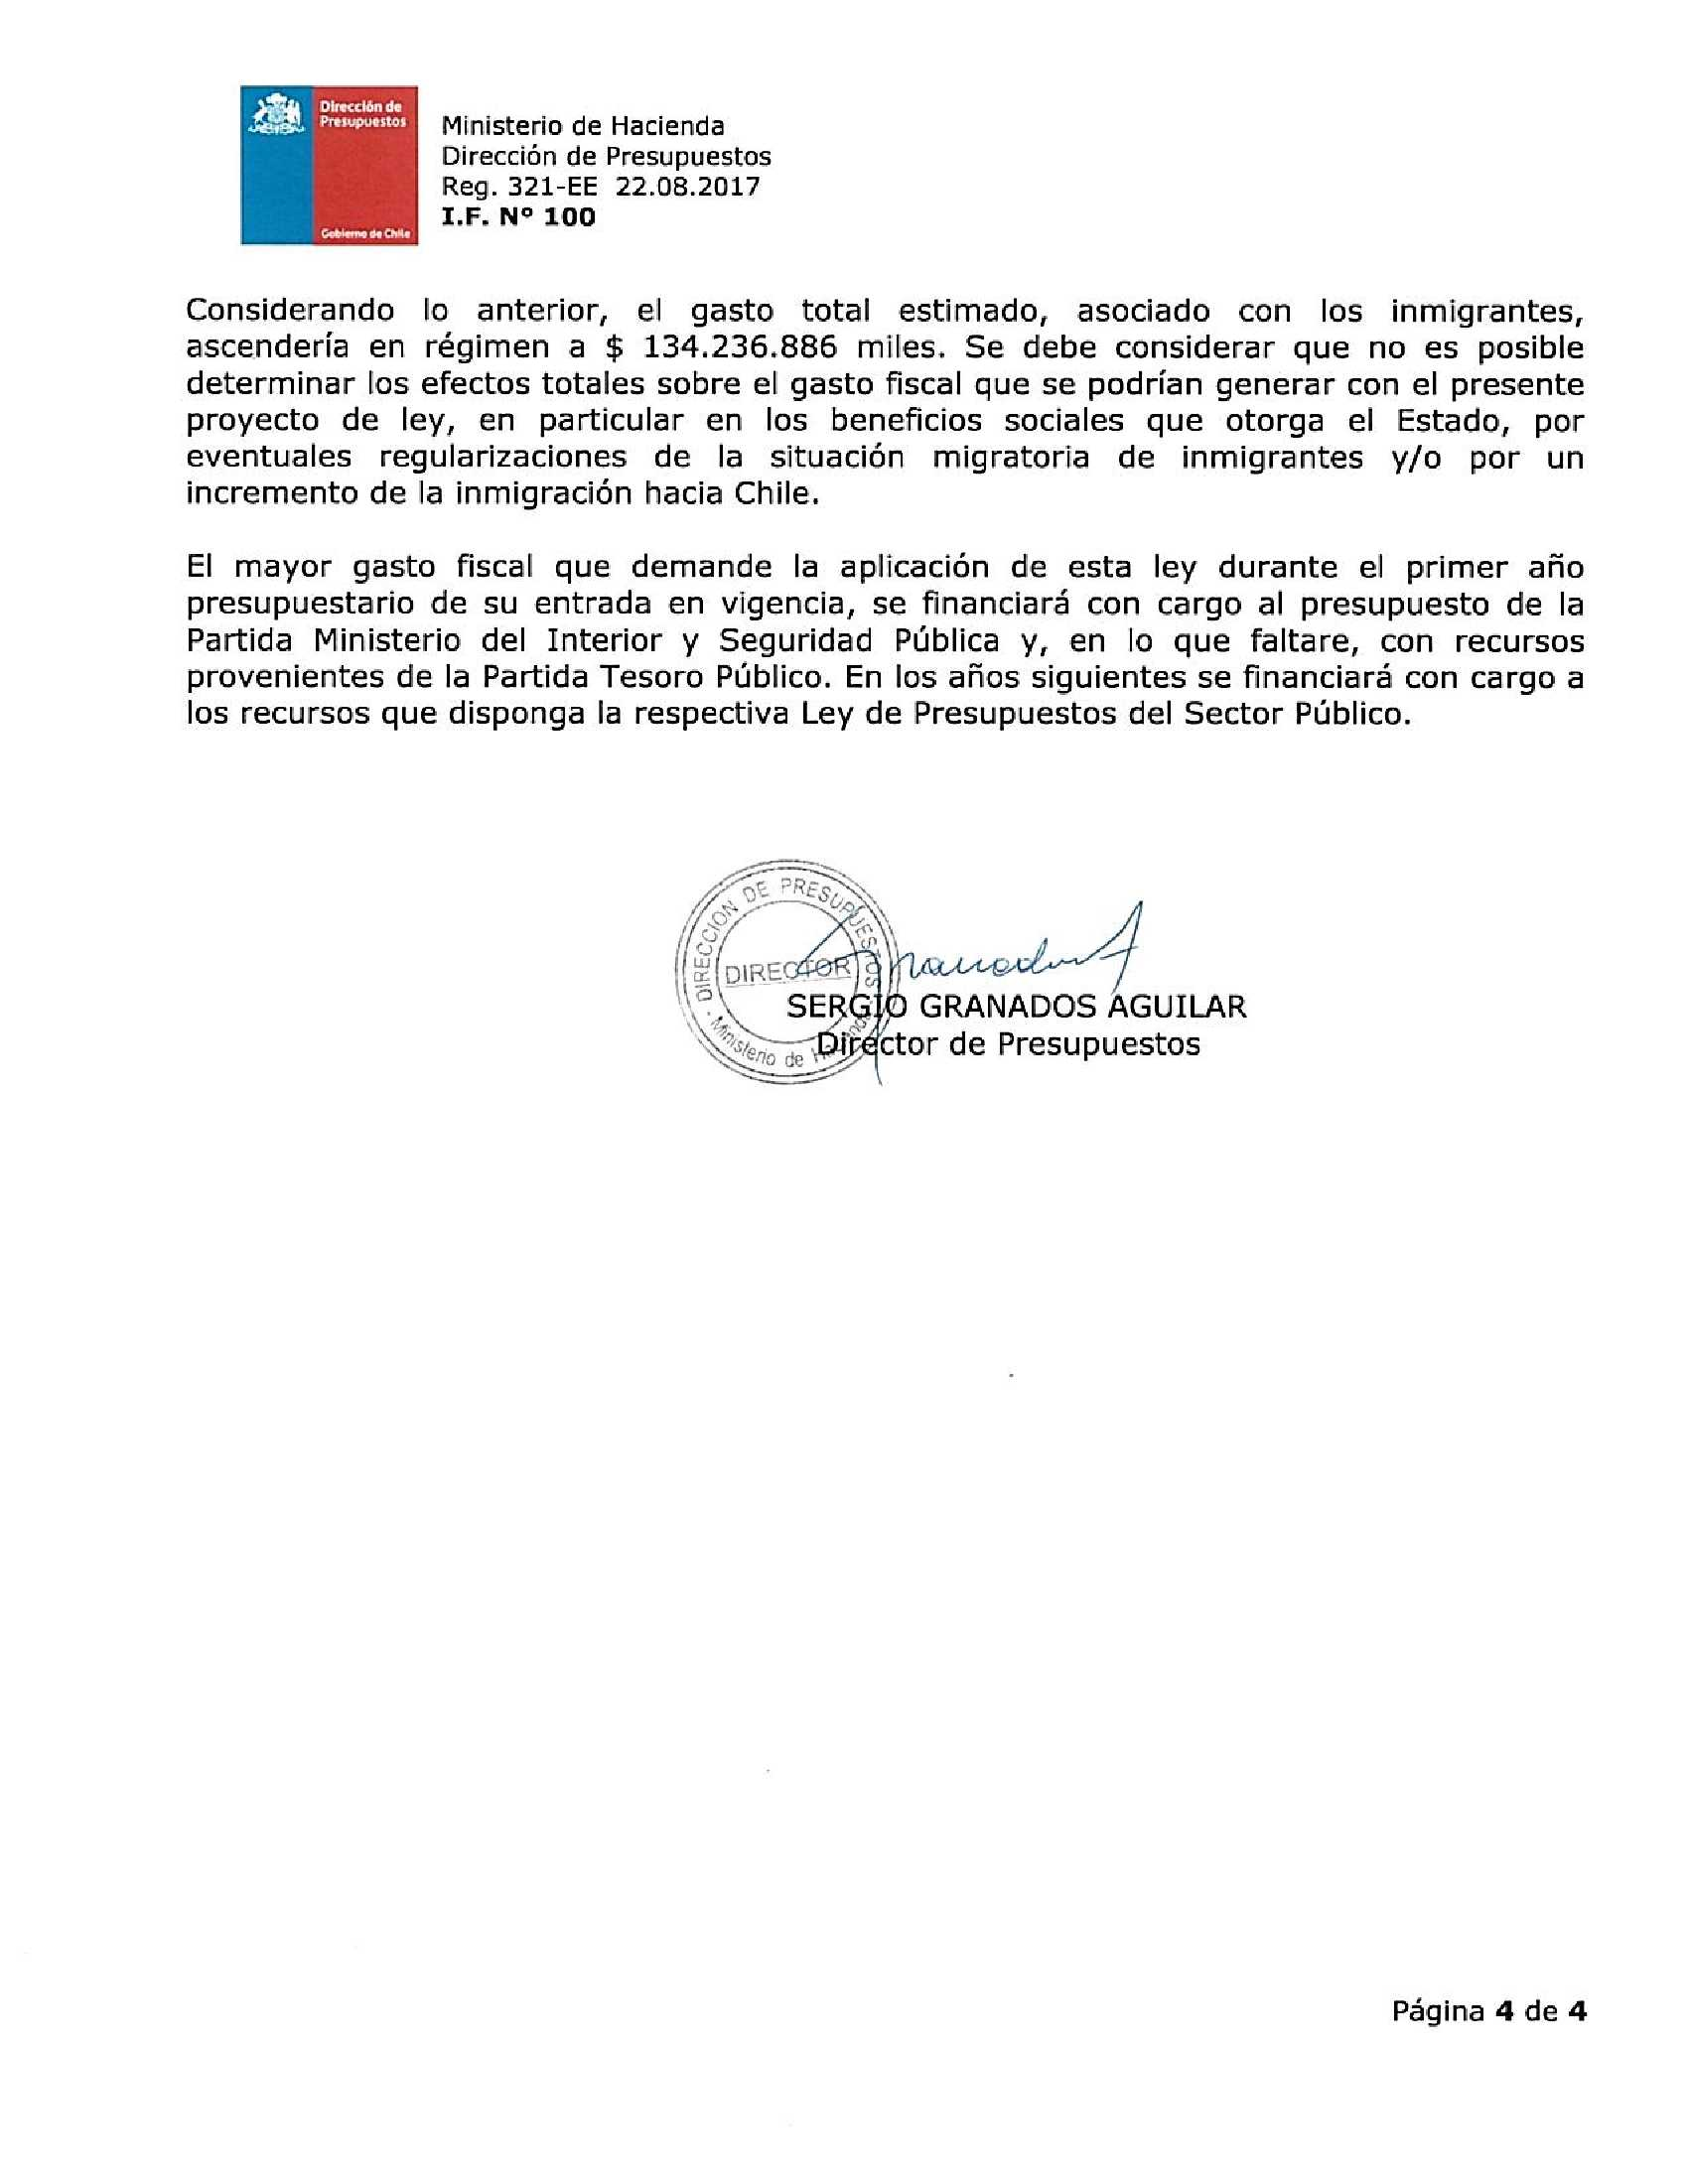 Dirección de
Presupuestos
Gobierno de Chile
Ministerio de Hacienda
Dirección de Presupuestos
Reg. 321-EE 22.08.2017
I.F. Nº 100
Considerando lo anterior, el gasto total estimado, asociado con los inmigrantes,
ascendería en régimen a $ 134.236.886 miles. Se debe considerar que no es posible
determinar los efectos totales sobre el gasto fiscal que se podrían generar con el presente
proyecto de ley, en particular en los beneficios sociales que otorga el Estado, por
eventuales regularizaciones de la situación migratoria de inmigrantes y/o por un
incremento de la inmigración hacia Chile.
El mayor gasto fiscal que demande la aplicación de esta ley durante el primer año
presupuestario de su entrada en vigencia, se financiará con cargo al presupuesto de la
Partida Ministerio del Interior y Seguridad Pública y, en lo que faltare, con recursos
provenientes de la Partida Tesoro Público. En los años siguientes se financiará con cargo a
los recursos que disponga la respectiva Ley de Presupuestos del Sector Público.
DIRECCION DE PRESUPUESTOS
DIRECTOR
Ministerio de Hacienda
SERGIO GRANADOS AGUILAR
Director de Presupuestos
Página 4 de 4